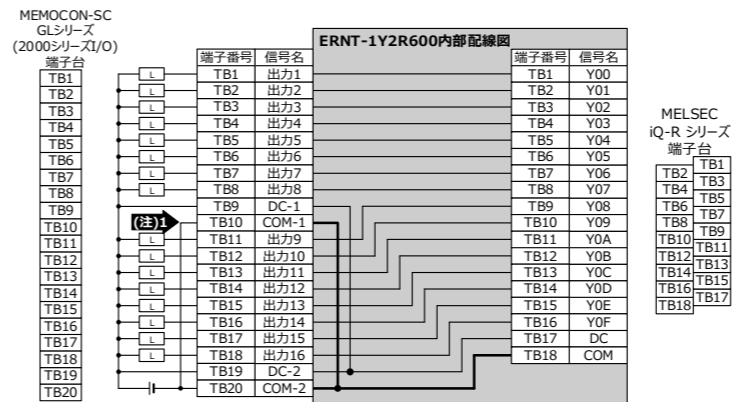 MEMOCON-SC
GLシリーズ
(2000シリーズI/O)
端子台
TB1
TB2
TB3
TB4
TB5
TB6
TB7
TB8
TB9
TB10
TB11
TB12
TB13
TB14
TB15
TB16
TB17
TB18
TB19
TB20
(注)1
ERNT-1Y2R600内部配線図
端子番号 信号名
L TB1 出力1
L TB2 出力2
L TB3 出力3
L TB4 出力4
L TB5 出力5
L TB6 出力6
L TB7 出力7
L TB8 出力8
TB9 DC-1
TB10 COM-1
L TB11 出力9
L TB12 出力10
L TB13 出力11
L TB14 出力12
L TB15 出力13
L TB16 出力14
L TB17 出力15
L TB18 出力16
TB19 DC-2
TB20 COM-2
端子番号 信号名
TB1 Y00
TB2 Y01
TB3 Y02
TB4 Y03
TB5 Y04
TB6 Y05
TB7 Y06
TB8 Y07
TB9 Y08
TB10 Y09
TB11 Y0A
TB12 Y0B
TB13 Y0C
TB14 Y0D
TB15 Y0E
TB16 Y0F
TB17 DC
TB18 COM
MELSEC
iQ-R シリーズ
端子台
TB1
TB2
TB3
TB4
TB5
TB6
TB7
TB8
TB9
TB10
TB11
TB12
TB13
TB14
TB15
TB16
TB17
TB18